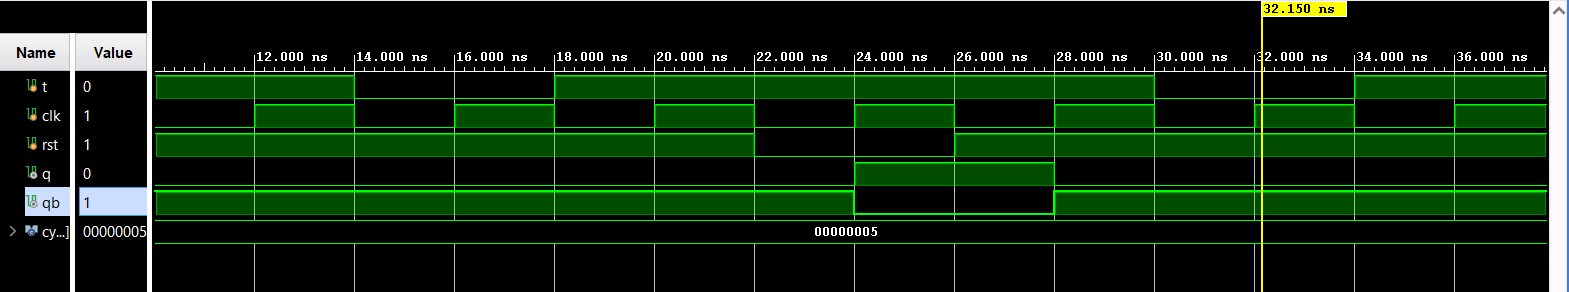 32.150 ns
Name Value
12.000 ns 14.000 ns 16.000 ns 18.000 ns 20.000 ns 22.000 ns 24.000 ns 26.000 ns 28.000 ns 30.000 ns 32.000 ns 34.000 ns 36.000 ns
t 0
clk 1
rst 1
q 0
qb 1
cy...] 00000005 00000005